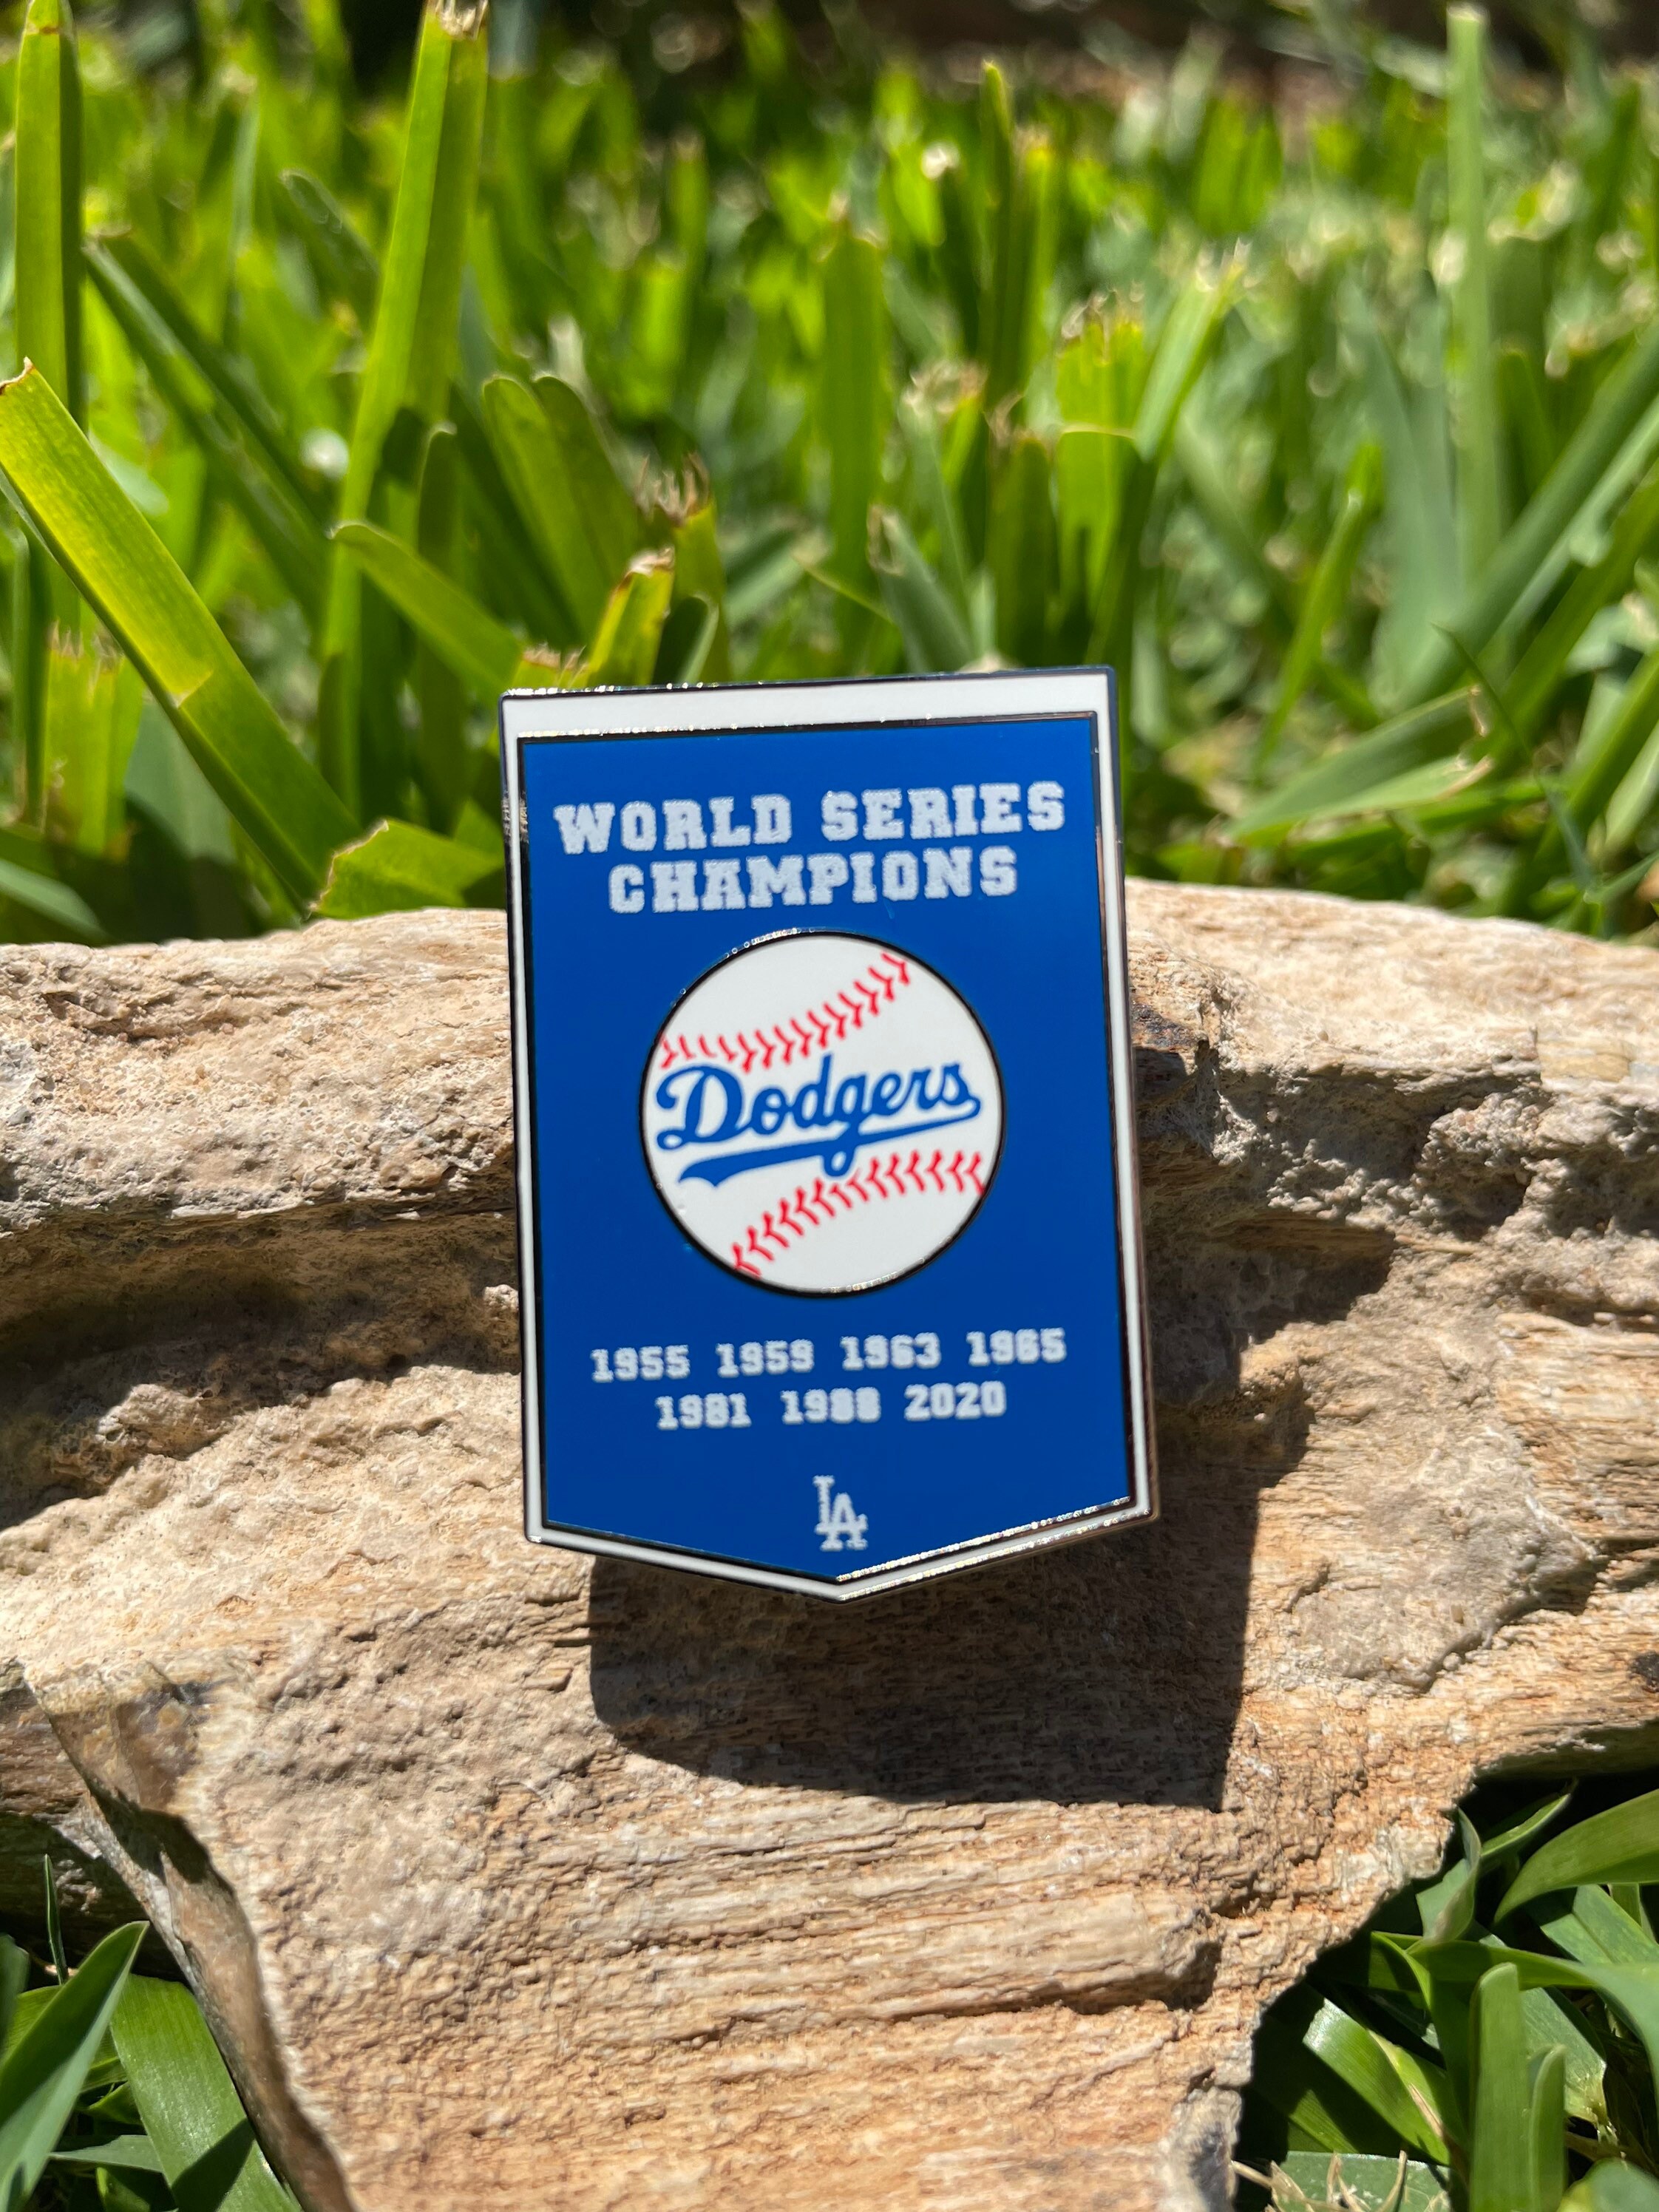 WORLD SERIES
CHAMPIONS
Dodgers
1955 1959 1963 1965
1981 1988 2020
LA